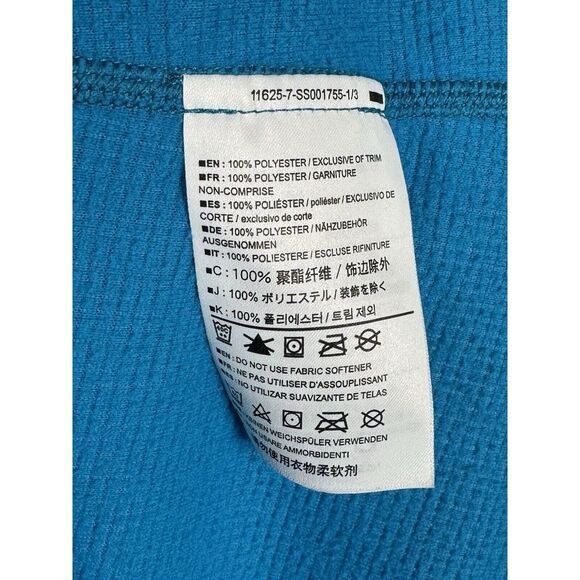 11625-7-SS001755-1/3
■EN: 100% POLYESTER / EXCLUSIVE OF TRIM
■FR: 100% POLYESTER / GARNITURE
NON-COMPRISE
■ES: 100% POLIÉSTER / poliéster / EXCLUSIVO DE
CORTE / exclusivo de corte
■DE: 100% POLYESTER / NÄHZUBEHÖR
AUSGENOMMEN
■IT: 100% POLIESTERE / ESCLUSE RIFINITURE
■C: 100% 聚酯纤维 / 饰边除外
■J: 100% ポリエステル / 装飾を除く
■K: 100% 폴리에스터 / 트림 제외
■EN: DO NOT USE FABRIC SOFTENER
■FR: NE PAS UTILISER D'ASSOUPLISSANT
■ES: NO UTILIZAR SUAVIZANTE DE TELAS
WEICHSPÜLER VERWENDEN
USARE AMMORBIDENTI
勿使用衣物柔软剂